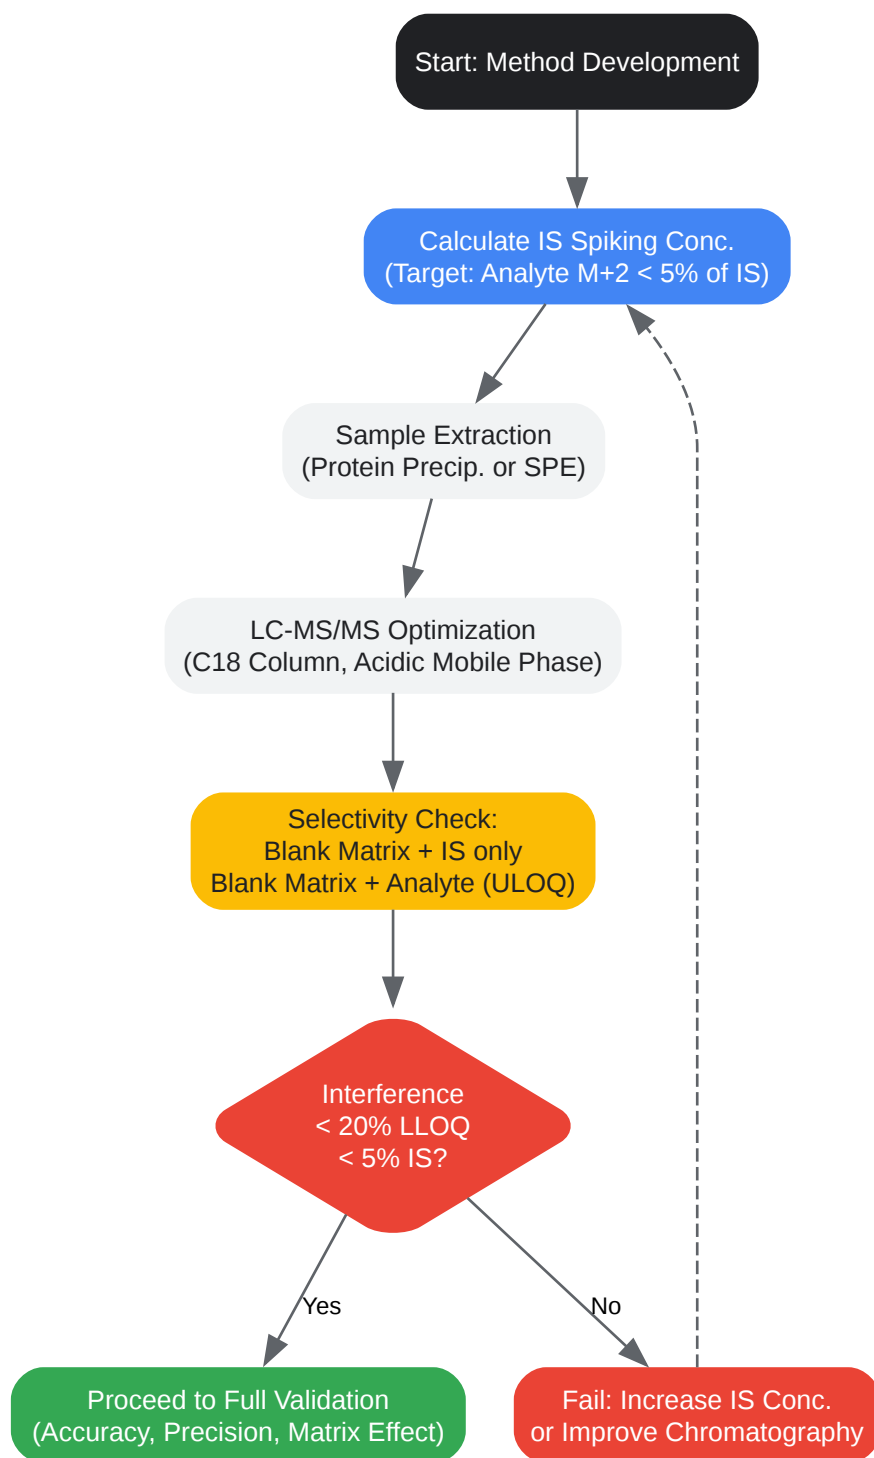 Start: Method Development
Calculate IS Spiking Conc.
(Target: Analyte M+2 < 5% of IS)
Sample Extraction
(Protein Precip. or SPE)
LC-MS/MS Optimization
(C18 Column, Acidic Mobile Phase)
Selectivity Check:
Blank Matrix + IS only
Blank Matrix + Analyte (ULOQ)
Interference
< 20% LLOQ
< 5% IS?
Yes
No
Proceed to Full Validation
(Accuracy, Precision, Matrix Effect)
Fail: Increase IS Conc.
or Improve Chromatography